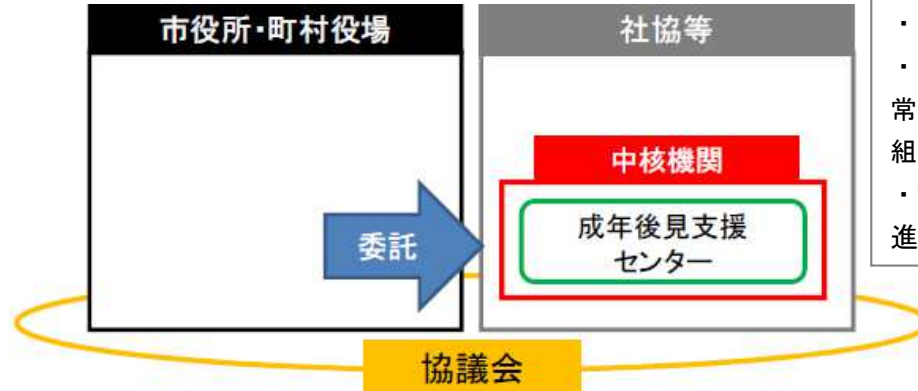 市役所・町村役場
社協等
中核機関
成年後見支援
センター
委託
協議会
・
・
常
組
・
進